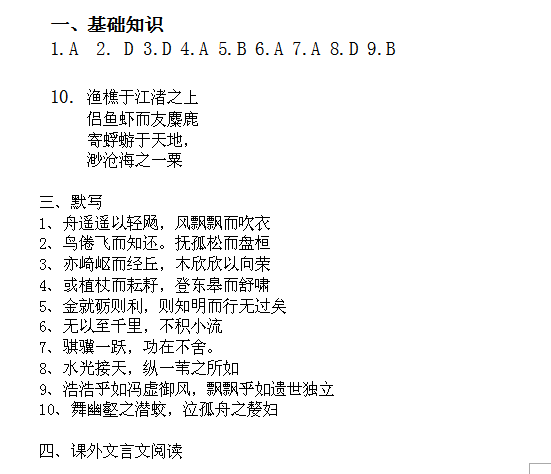 一、基础知识
1.A 2. D 3.D 4.A 5.B 6.A 7.A 8.D 9.B
10. 渔樵于江渚之上
侣鱼虾而友麋鹿
寄蜉蝣于天地,
渺沧海之一粟
三、默写
1、舟遥遥以轻飏，风飘飘而吹衣
2、鸟倦飞而知还。抚孤松而盘桓
3、亦崎岖而经丘，木欣欣以向荣
4、或植杖而耘耔，登东皋而舒啸
5、金就砺则利，则知明而行无过矣
6、无以至千里，不积小流
7、骐骥一跃，功在不舍。
8、水光接天，纵一苇之所如
9、浩浩乎如冯虚御风，飘飘乎如遗世独立
10、舞幽壑之潜蛟，泣孤舟之嫠妇
四、课外文言文阅读